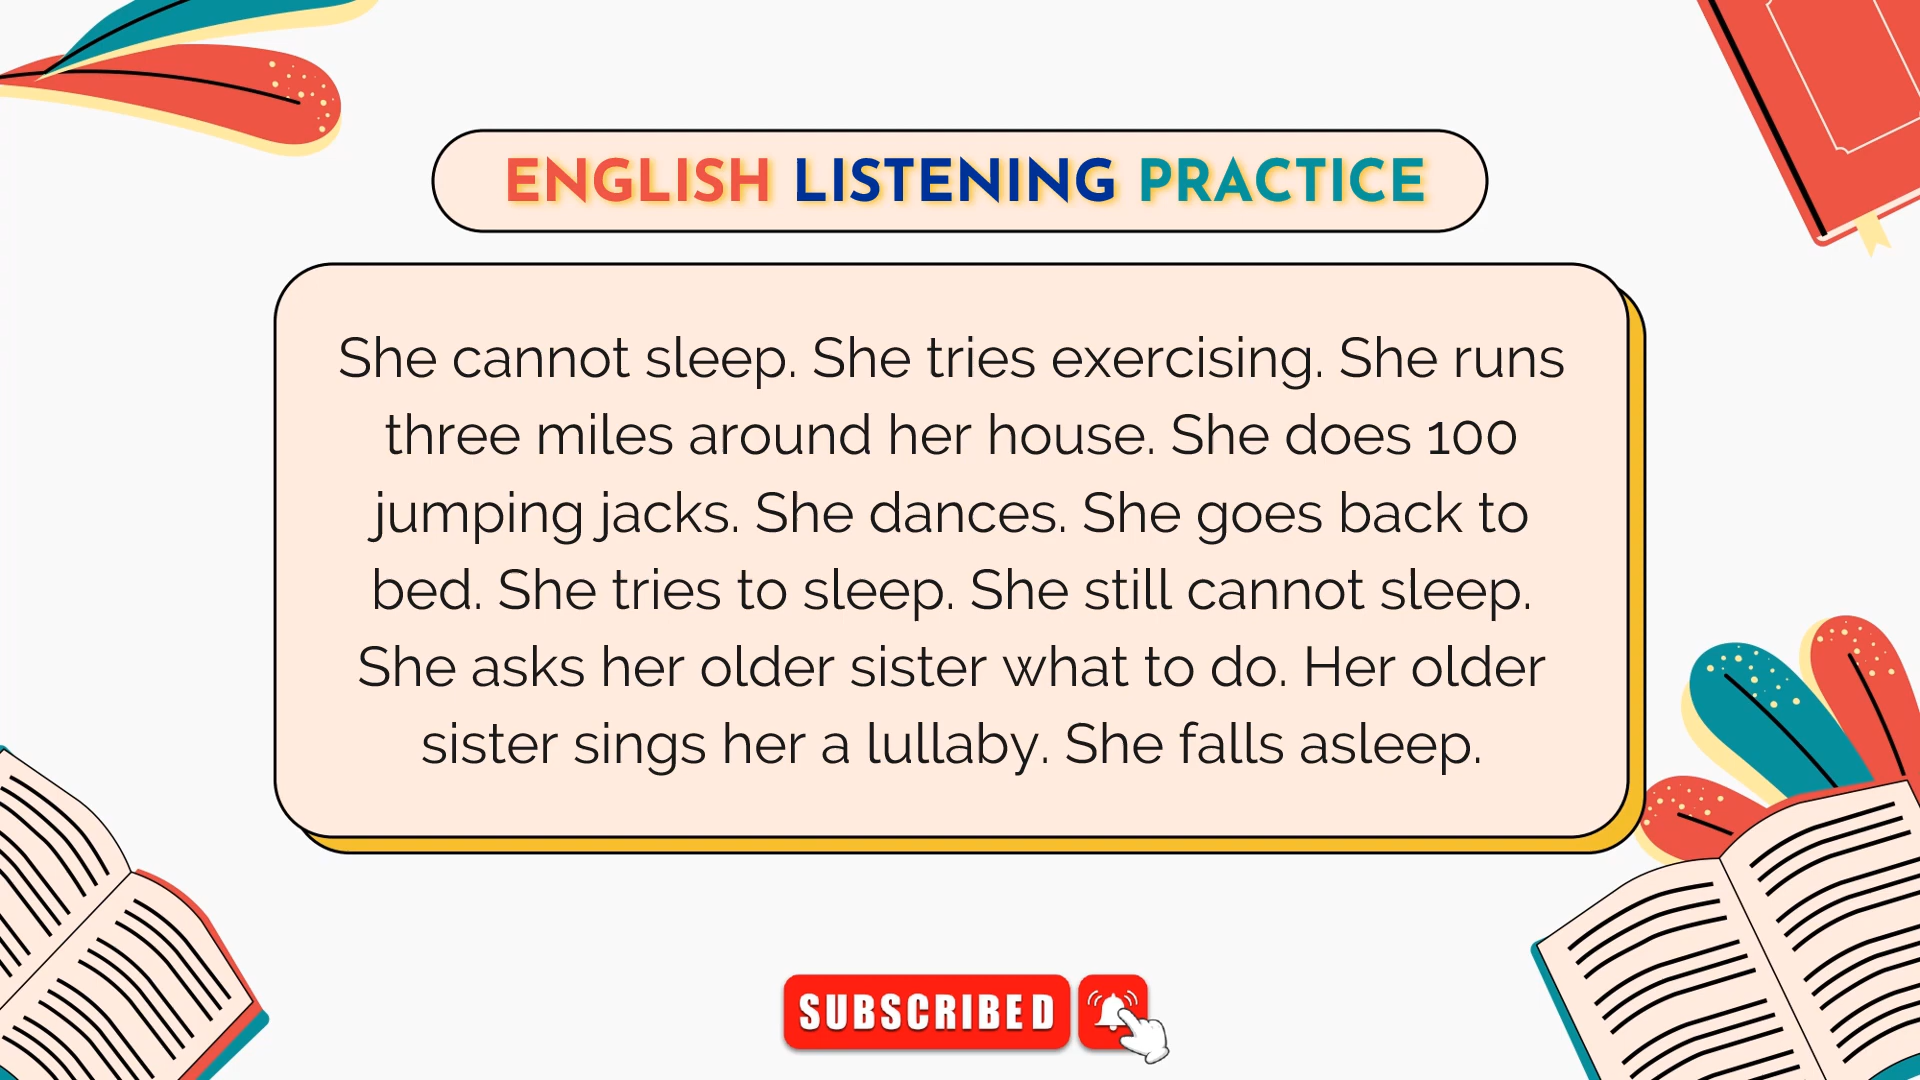 ENGLISH LISTENING PRACTICE
She cannot sleep. She tries exercising. She runs
three miles around her house. She does 100
jumping jacks. She dances. She goes back to
bed. She tries to sleep. She still cannot sleep.
She asks her older sister what to do. Her older
sister sings her a lullaby. She falls asleep.
SUBSCRIBED